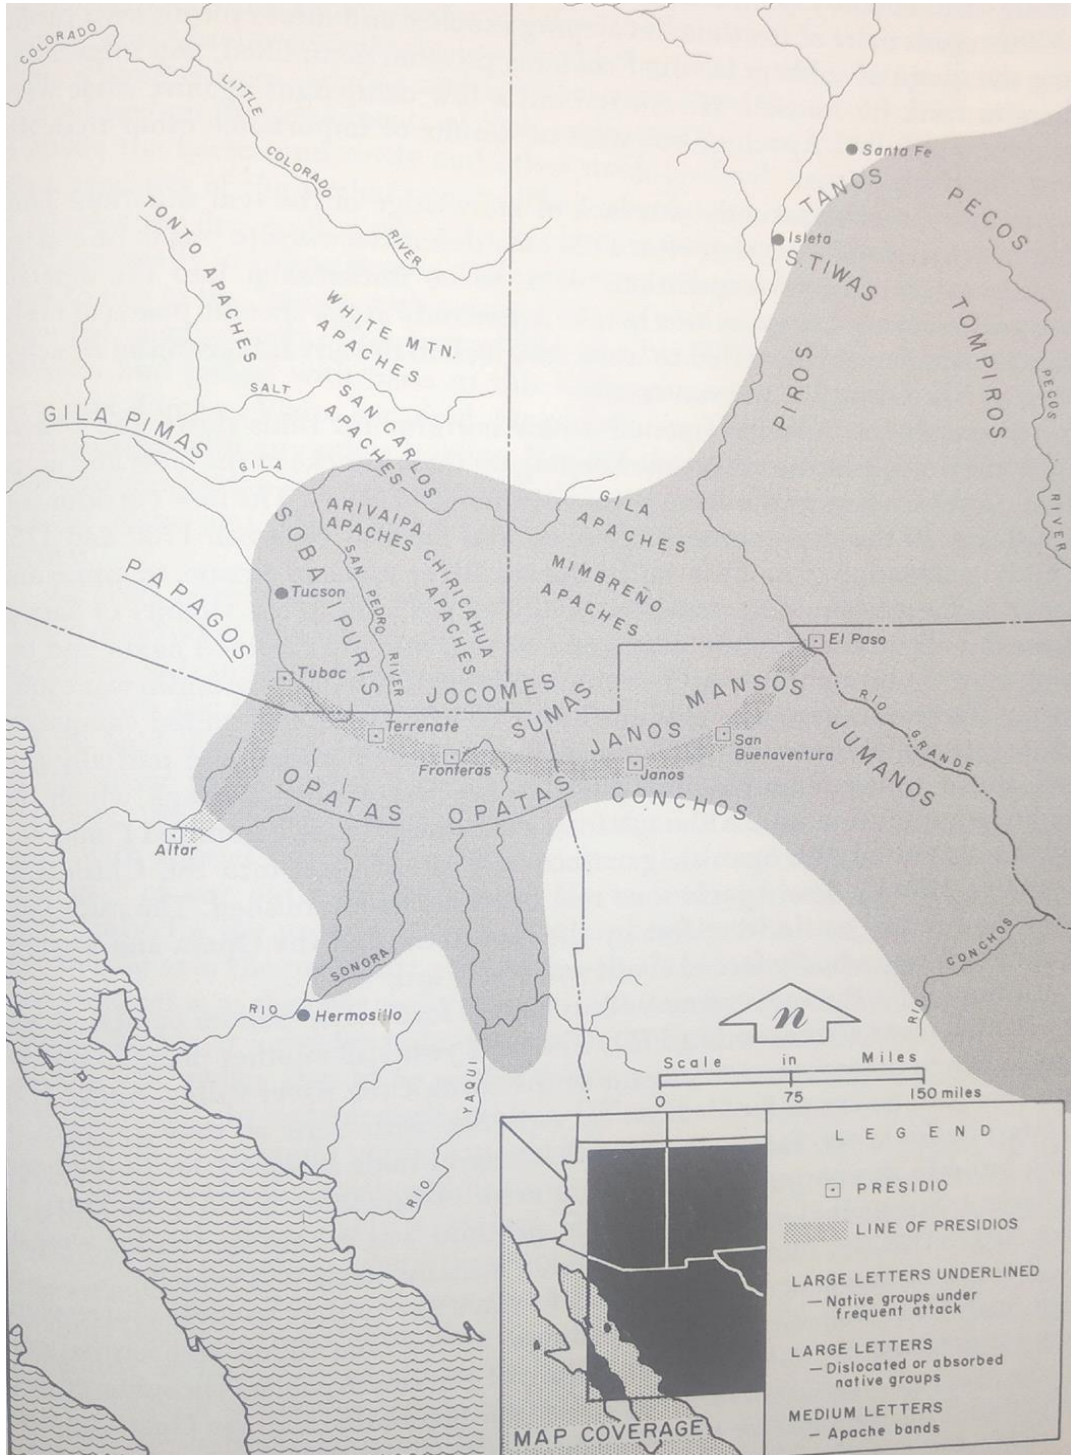 COLORADO
LITTLE
COLORADO
RIVER
Santa Fe
TANOS
PECOS
Isleta
S. TIWAS
TONTO APACHES
WHITE MTN.
APACHES
TOMPIROS
PECOS
RIVER
PIROS
SALT
SAN CARLOS
APACHES
GILA PIMAS
GILA
GILA
APACHES
ARIVAIPA
APACHES
SOBAIPURIS
SAN PEDRO RIVER
CHIRICAHUA
APACHES
MIMBREÑO
APACHES
PAPAGOS
Tucson
El Paso
Tubac
JOCOMES
SUMAS
MANSOS
RIO GRANDE
Terrenate
JANOS
San
Buenaventura
JUMANOS
Fronteras
Janos
OPATAS
OPATAS
CONCHOS
Altar
SONORA
RIO
Hermosillo
RIO
CONCHOS
YAQUI
RIO
n
Scale in Miles
0 75 150 miles
LEGEND
PRESIDIO
LINE OF PRESIDIOS
LARGE LETTERS UNDERLINED
— Native groups under
frequent attack
LARGE LETTERS
— Dislocated or absorbed
native groups
MEDIUM LETTERS
— Apache bands
MAP COVERAGE